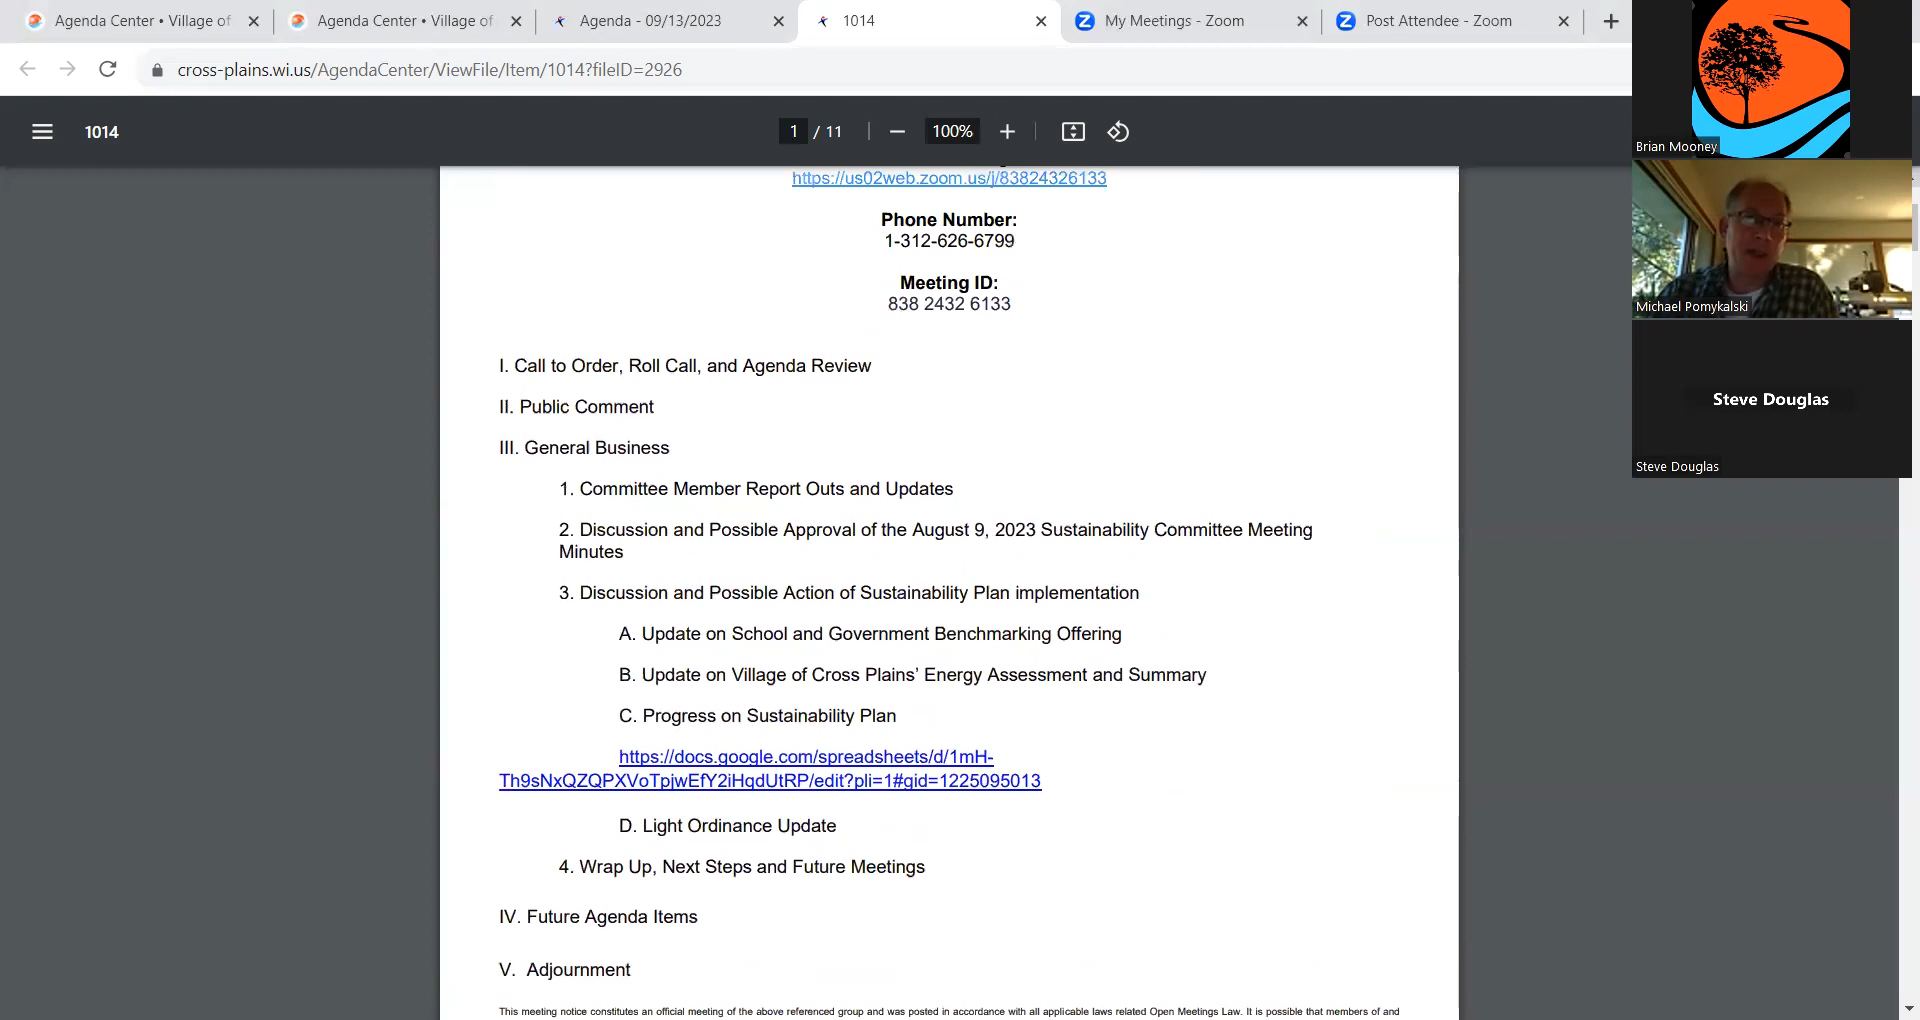 Agenda Center • Village of
Agenda Center • Village of
Agenda - 09/13/2023
1014
My Meetings - Zoom
Post Attendee - Zoom
cross-plains.wi.us/AgendaCenter/ViewFile/Item/1014?fileID=2926
1014
1 / 11
100%
Brian Mooney
Michael Pomykalski
Steve Douglas
Steve Douglas
https://us02web.zoom.us/j/83824326133
Phone Number:
1-312-626-6799
Meeting ID:
838 2432 6133
I. Call to Order, Roll Call, and Agenda Review
II. Public Comment
III. General Business
1. Committee Member Report Outs and Updates
2. Discussion and Possible Approval of the August 9, 2023 Sustainability Committee Meeting
Minutes
3. Discussion and Possible Action of Sustainability Plan implementation
A. Update on School and Government Benchmarking Offering
B. Update on Village of Cross Plains’ Energy Assessment and Summary
C. Progress on Sustainability Plan
https://docs.google.com/spreadsheets/d/1mH-
Th9sNxQZQPXVoTpjwEfY2iHqdUtRP/edit?pli=1#gid=1225095013
D. Light Ordinance Update
4. Wrap Up, Next Steps and Future Meetings
IV. Future Agenda Items
V. Adjournment
This meeting notice constitutes an official meeting of the above referenced group and was posted in accordance with all applicable laws related Open Meetings Law. It is possible that members of and